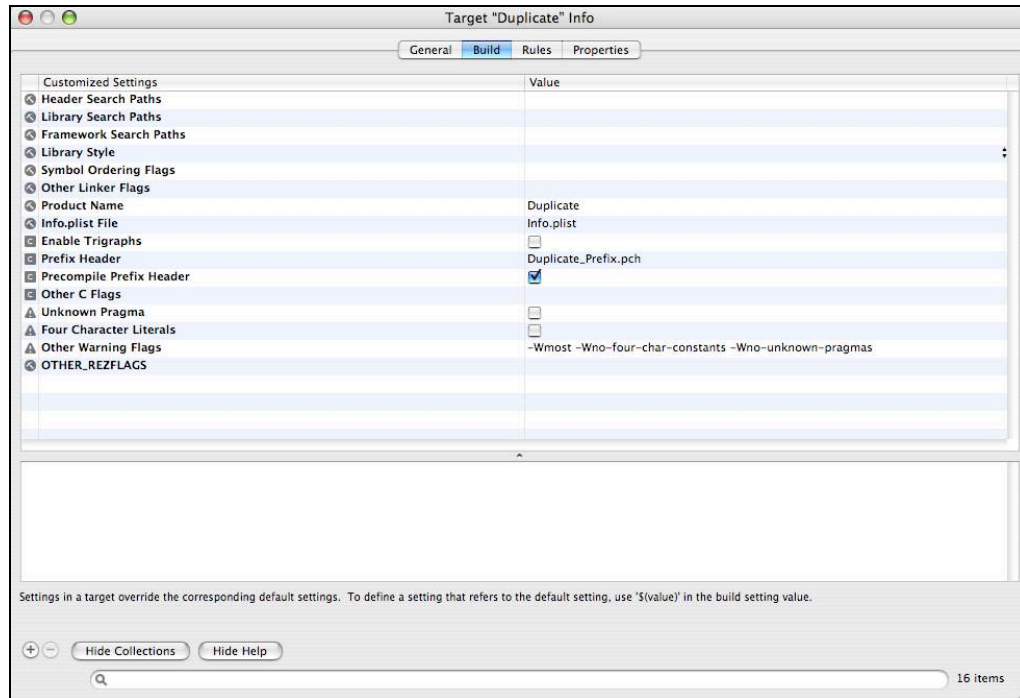 Target "Duplicate" Info
General Build Rules Properties
Customized Settings Value
Header Search Paths
Library Search Paths
Framework Search Paths
Library Style
Symbol Ordering Flags
Other Linker Flags
Product Name Duplicate
Info.plist File Info.plist
Enable Trigraphs
Prefix Header Duplicate_Prefix.pch
Precompile Prefix Header
Other C Flags
Unknown Pragma
Four Character Literals
Other Warning Flags -Wmost -Wno-four-char-constants -Wno-unknown-pragmas
OTHER_REZFLAGS
Settings in a target override the corresponding default settings. To define a setting that refers to the default setting, use '$(value)' in the build setting value.
Hide Collections Hide Help
16 items